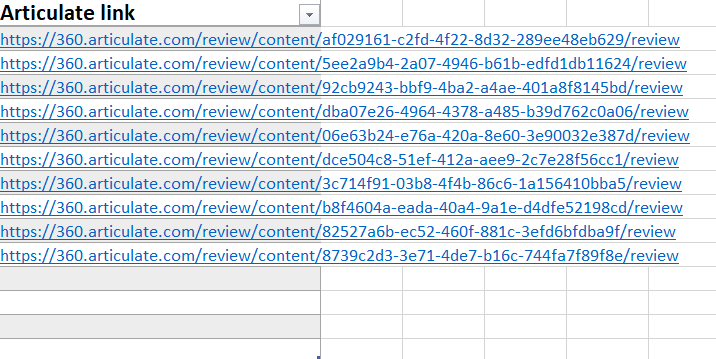 Articulate link
https://360.articulate.com/review/content/af029161-c2fd-4f22-8d32-289ee48eb629/review
https://360.articulate.com/review/content/5ee2a9b4-2a07-4946-b61b-edfd1db11624/review
https://360.articulate.com/review/content/92cb9243-bbf9-4ba2-a4ae-401a8f8145bd/review
https://360.articulate.com/review/content/dba07e26-4964-4378-a485-b39d762c0a06/review
https://360.articulate.com/review/content/06e63b24-e76a-420a-8e60-3e90032e387d/review
https://360.articulate.com/review/content/dce504c8-51ef-412a-aee9-2c7e28f56cc1/review
https://360.articulate.com/review/content/3c714f91-03b8-4f4b-86c6-1a156410bba5/review
https://360.articulate.com/review/content/b8f4604a-eada-40a4-9a1e-d4dfe52198cd/review
https://360.articulate.com/review/content/82527a6b-ec52-460f-881c-3efd6bfdba9f/review
https://360.articulate.com/review/content/8739c2d3-3e71-4de7-b16c-744fa7f89f8e/review